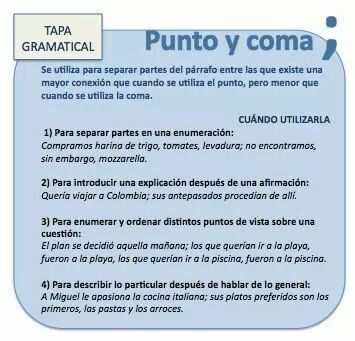 TAPA
GRAMATICAL
Punto y coma ;
Se utiliza para separar partes del párrafo entre las que existe una
mayor conexión que cuando se utiliza el punto, pero menor que
cuando se utiliza la coma.
CUÁNDO UTILIZARLA
1) Para separar partes en una enumeración:
Compramos harina de trigo, tomates, levadura; no encontramos,
sin embargo, mozzarella.
2) Para introducir una explicación después de una afirmación:
Quería viajar a Colombia; sus antepasados procedían de allí.
3) Para enumerar y ordenar distintos puntos de vista sobre una
cuestión:
El plan se decidió aquella mañana; los que querían ir a la playa,
fueron a la playa, los que querían ir a la piscina, fueron a la piscina.
4) Para describir lo particular después de hablar de lo general:
A Miguel le apasiona la cocina italiana; sus platos preferidos son los
primeros, las pastas y los arroces.